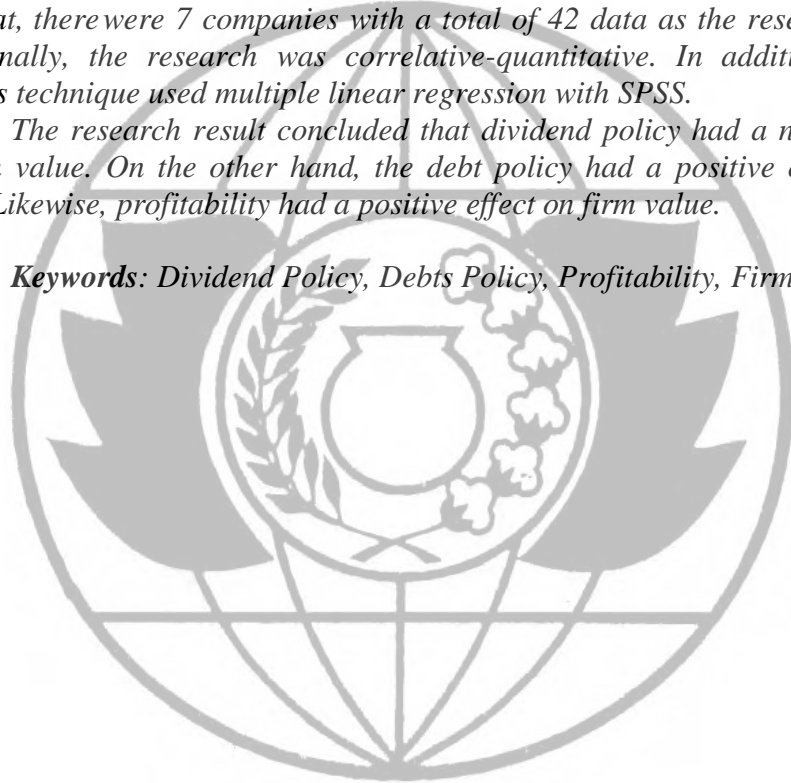 at, there were 7 companies with a total of 42 data as the rese
nally, the research was correlative-quantitative. In additi
s technique used multiple linear regression with SPSS.
The research result concluded that dividend policy had a n
value. On the other hand, the debt policy had a positive e
Likewise, profitability had a positive effect on firm value.
Keywords: Dividend Policy, Debts Policy, Profitability, Firm